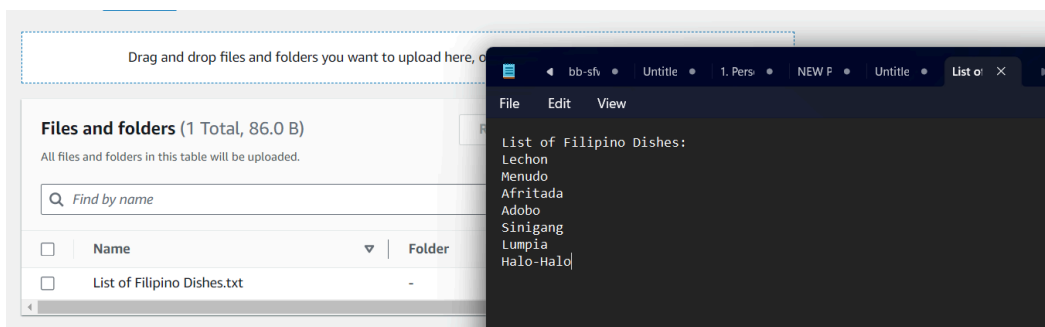 Drag and drop files and folders you want to upload here, o
Files and folders (1 Total, 86.0 B)
R
All files and folders in this table will be uploaded.
Find by name
Name
Folder
List of Filipino Dishes.txt
-
bb-sfv
Untitle
1. Pers
NEW P
Untitle
List of
File
Edit
View
List of Filipino Dishes:
Lechon
Menudo
Afritada
Adobo
Sinigang
Lumpia
Halo-Halo